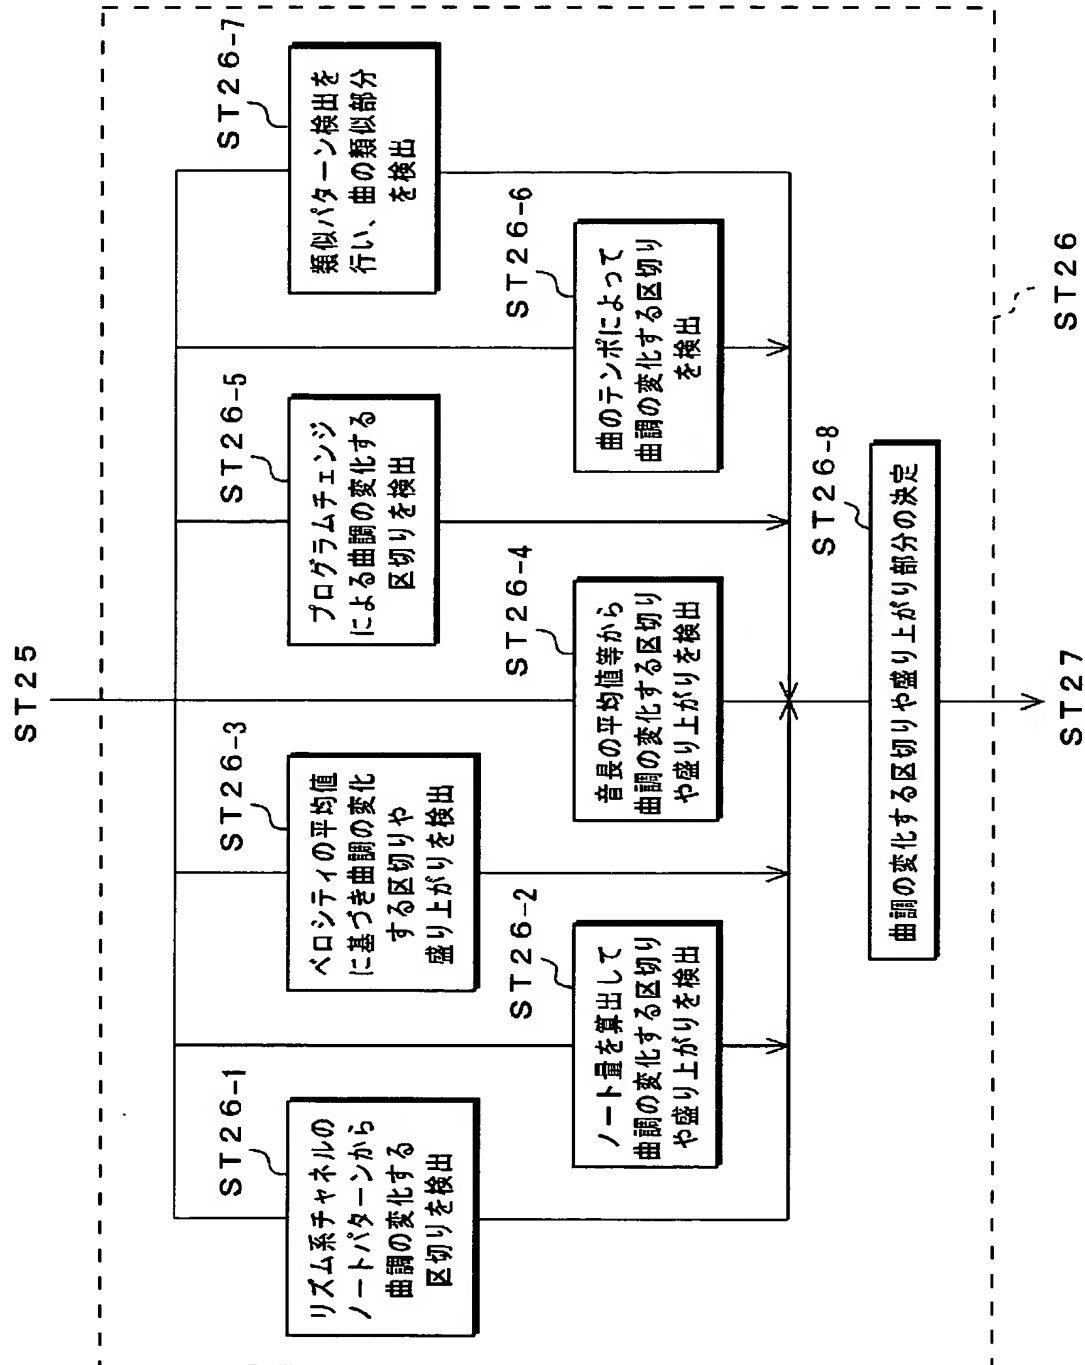 ST25
ST26-1
リズム系チャネルの
ノートパターンから
曲調の変化する
区切りを検出
ST26-2
ノート量を算出して
曲調の変化する区切り
や盛り上がりを検出
ST26-3
ベロシティの平均値
に基づき曲調の変化
する区切りや
盛り上がりを検出
ST26-4
音長の平均値等から
曲調の変化する区切り
や盛り上がりを検出
ST26-5
プログラムチェンジ
による曲調の変化する
区切りを検出
ST26-6
曲のテンポによって
曲調の変化する区切り
を検出
ST26-7
類似パターン検出を
行い、曲の類似部分
を検出
ST26-8
曲調の変化する区切りや盛り上がり部分の決定
ST26
ST27